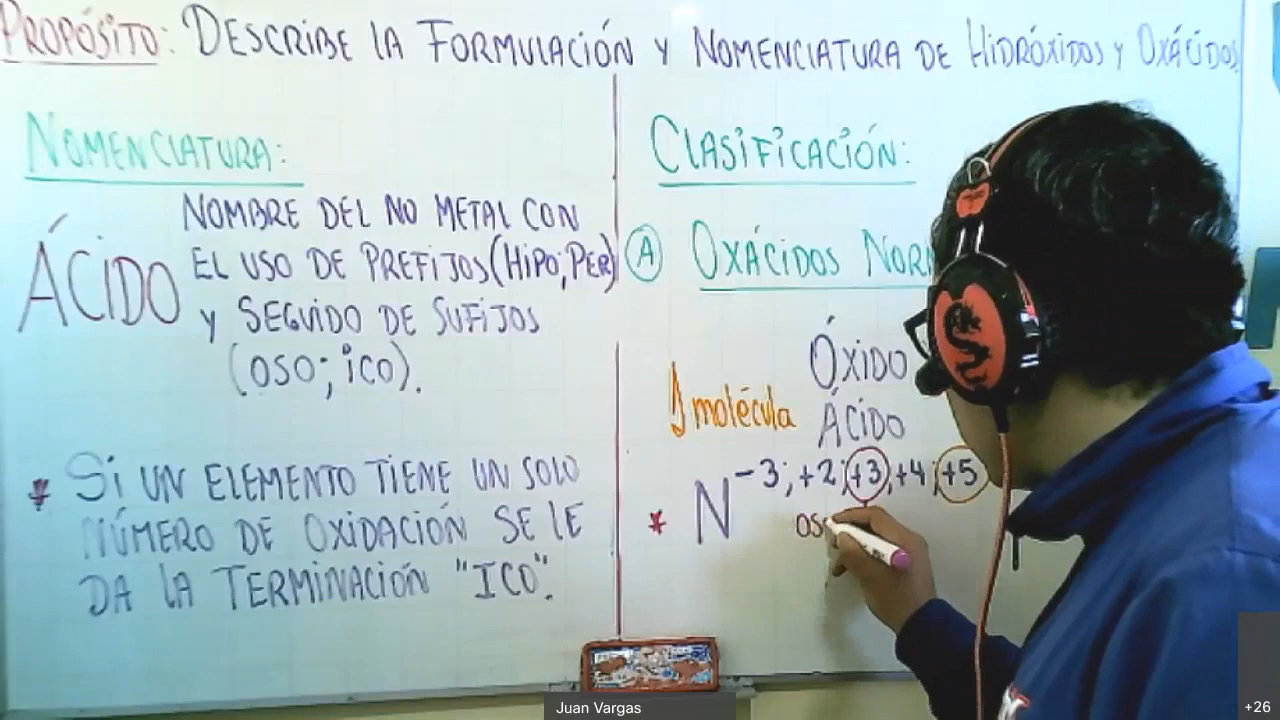 PROPÓSITO: DESCRIBE LA FORMULACIÓN Y NOMENCLATURA DE HIDRÓXIDOS Y OXÁCIDOS
NOMENCLATURA:
ÁCIDO
NOMBRE DEL NO METAL CON
EL USO DE PREFIJOS (HIPO; PER)
Y SEGUIDO DE SUFIJOS
(OSO; ICO).
* SI UN ELEMENTO TIENE UN SOLO
NÚMERO DE OXIDACIÓN SE LE
DA LA TERMINACIÓN "ICO".
CLASIFICACIÓN:
A OXÁCIDOS
1 molécula
ÓXIDO
ÁCIDO
* N -3; +2; +3; +4; +5
Juan Vargas
+26